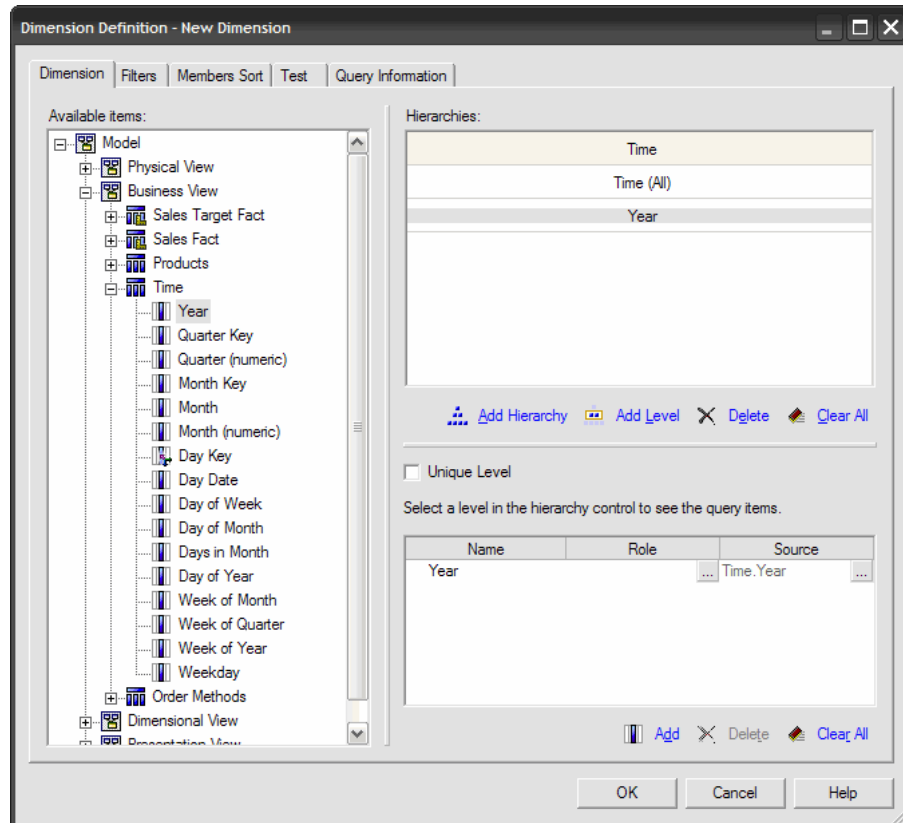 Dimension Definition - New Dimension
Dimension
Filters
Members Sort
Test
Query Information
Available items:
Model
Physical View
Business View
Sales Target Fact
Sales Fact
Products
Time
Year
Quarter Key
Quarter (numeric)
Month Key
Month
Month (numeric)
Day Key
Day Date
Day of Week
Day of Month
Days in Month
Day of Year
Week of Month
Week of Quarter
Week of Year
Weekday
Order Methods
Dimensional View
Presentation View
Hierarchies:
Time
Time (All)
Year
Add Hierarchy
Add Level
Delete
Clear All
Unique Level
Select a level in the hierarchy control to see the query items.
Name Role Source
Year ... Time.Year ...
Add
Delete
Clear All
OK
Cancel
Help